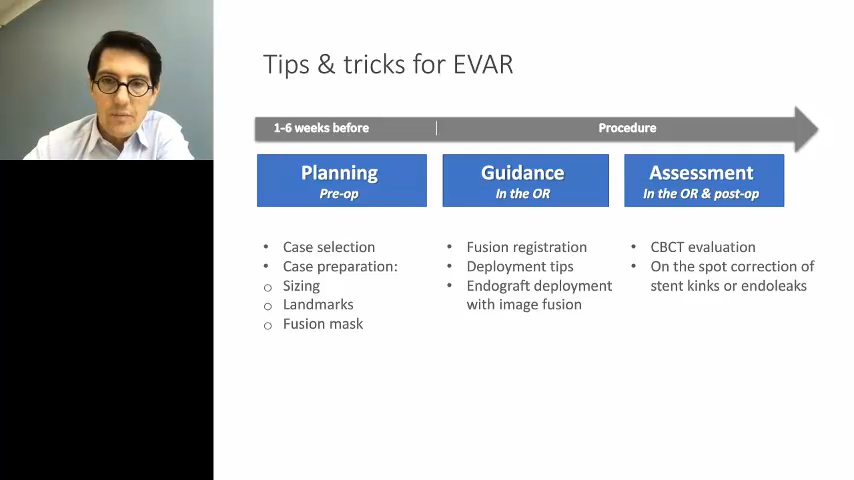 Tips & tricks for EVAR
1-6 weeks before
Procedure
Planning
Pre-op
Guidance
In the OR
Assessment
In the OR & post-op
• Case selection
• Case preparation:
o Sizing
o Landmarks
o Fusion mask
• Fusion registration
• Deployment tips
• Endograft deployment
with image fusion
• CBCT evaluation
• On the spot correction of
stent kinks or endoleaks